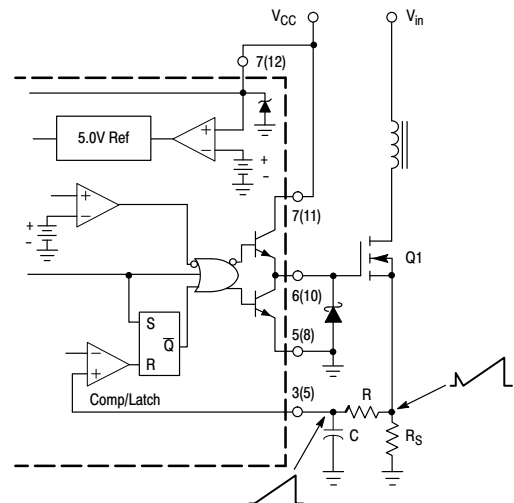 VCC
Vin
7(12)
5.0V Ref
+
–
+
–
+
–
7(11)
Q1
6(10)
S
Q
R
5(8)
–
+
Comp/Latch
3(5)
R
C
RS